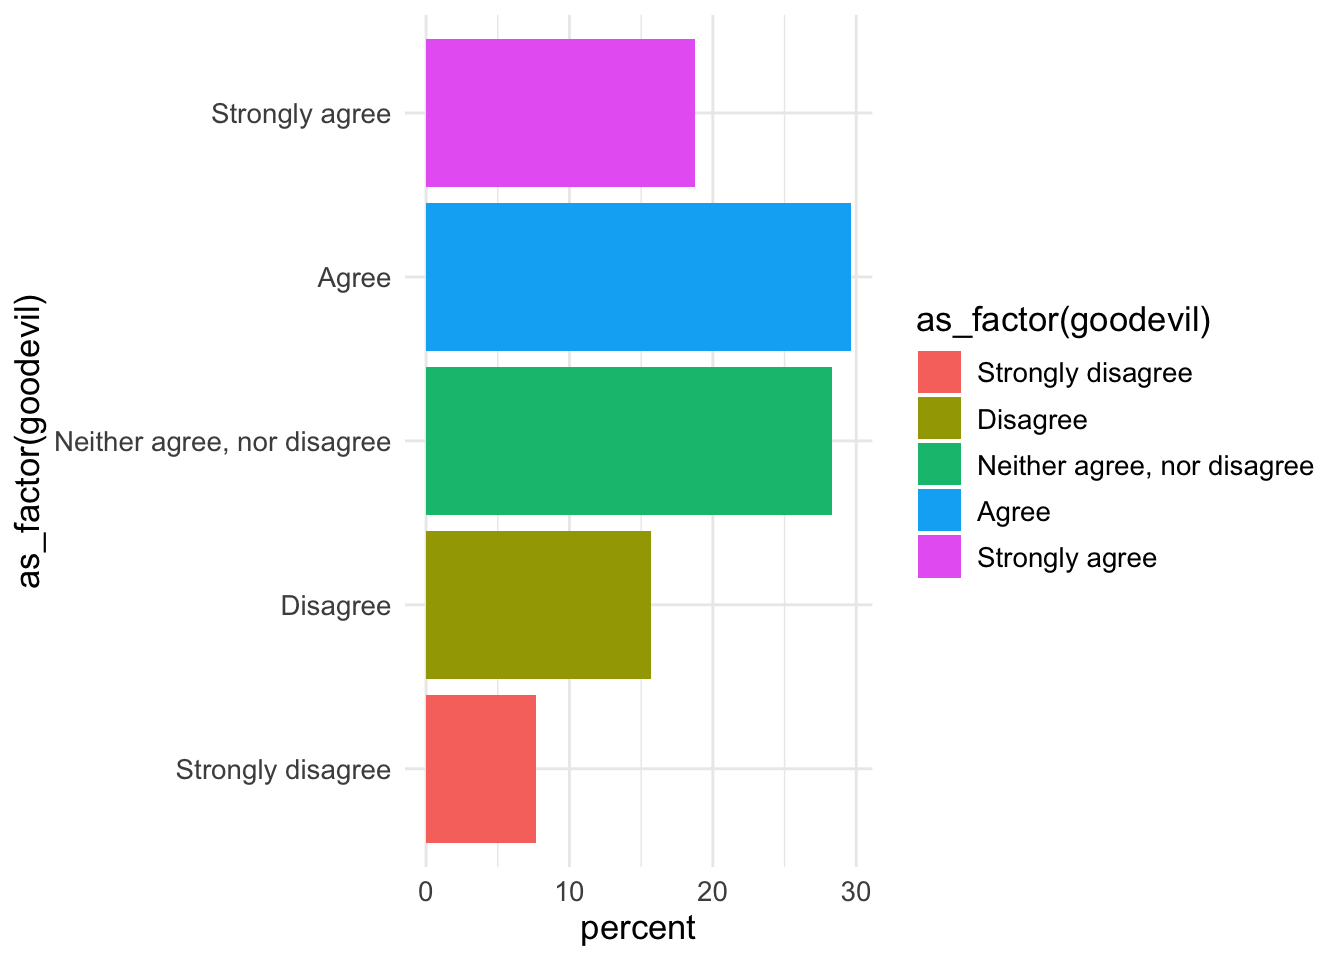 as_factor(goodevil)
Strongly agree
Agree
Neither agree, nor disagree
Disagree
Strongly disagree
0 10 20 30
percent
as_factor(goodevil)
Strongly disagree
Disagree
Neither agree, nor disagree
Agree
Strongly agree